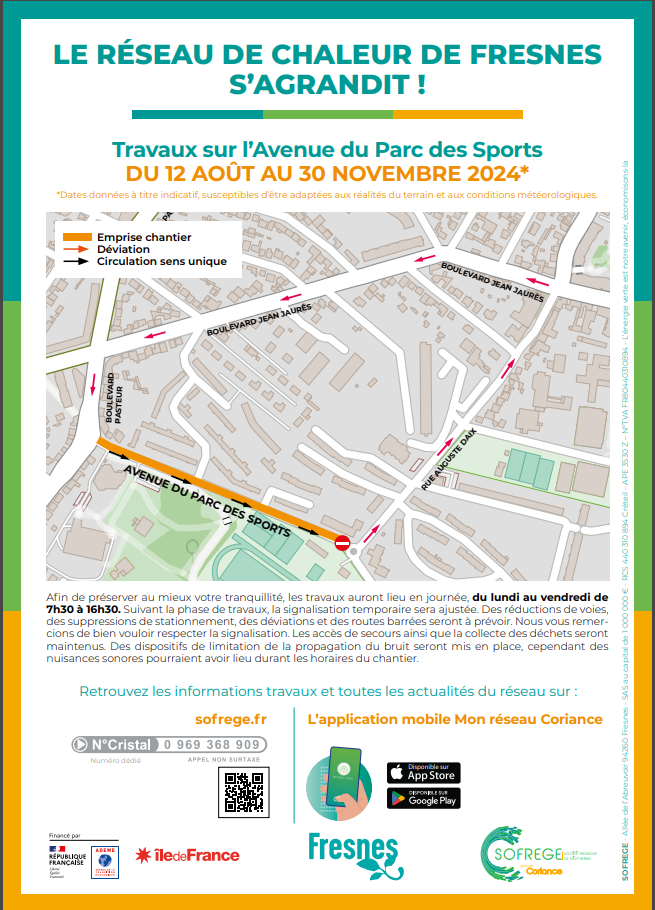 LE RÉSEAU DE CHALEUR DE FRESNES
S'AGRANDIT !
Travaux sur l'Avenue du Parc des Sports
DU 12 AOÛT AU 30 NOVEMBRE 2024*
*Dates données à titre indicatif, susceptibles d'être adaptées aux réalités du terrain et aux conditions météorologiques.
PA
Emprise chantier
Déviation
Circulation sens unique
BOULEVARD JEAN JAURÈS
BOULEVARD JEAN JAURÈS
BOULEVARD
PASTEUR
RUE AUGUSTE DAIX
AVENUE DU PARC DES SPORTS
Afin de préserver au mieux votre tranquillité, les travaux auront lieu en journée, du lundi au vendredi de
7h30 à 16h30. Suivant la phase de travaux, la signalisation temporaire sera ajustée. Des réductions de voies,
des suppressions de stationnement, des déviations et des routes barrées seront à prévoir. Nous vous remer-
cions de bien vouloir respecter la signalisation. Les accès de secours ainsi que la collecte des déchets seront
maintenus. Des dispositifs de limitation de la propagation du bruit seront mis en place, cependant des
nuisances sonores pourraient avoir lieu durant les horaires du chantier.
Retrouvez les informations travaux et toutes les actualités du réseau sur :
sofrege.fr
N°Cristal 0 969 368 909
Numéro dédié APPEL NON SURTAXE
L'application mobile Mon réseau Coriance
Disponible sur
App Store
DISPONIBLE SUR
Google Play
Financé par
RÉPUBLIQUE
FRANÇAISE
Liberté
Égalité
Fraternité
ADEME
îledeFrance
Fresnes
SOFREGE
Coriance
SOFREGE - Allée de l'Abreuvoir 94260 Fresnes - SAS au capital de 1 000 000 € - RCS 440 310 894 Créteil - APE 3530 Z - N°TVA FR80440310894 - L'énergie verte est notre avenir, économisons-la